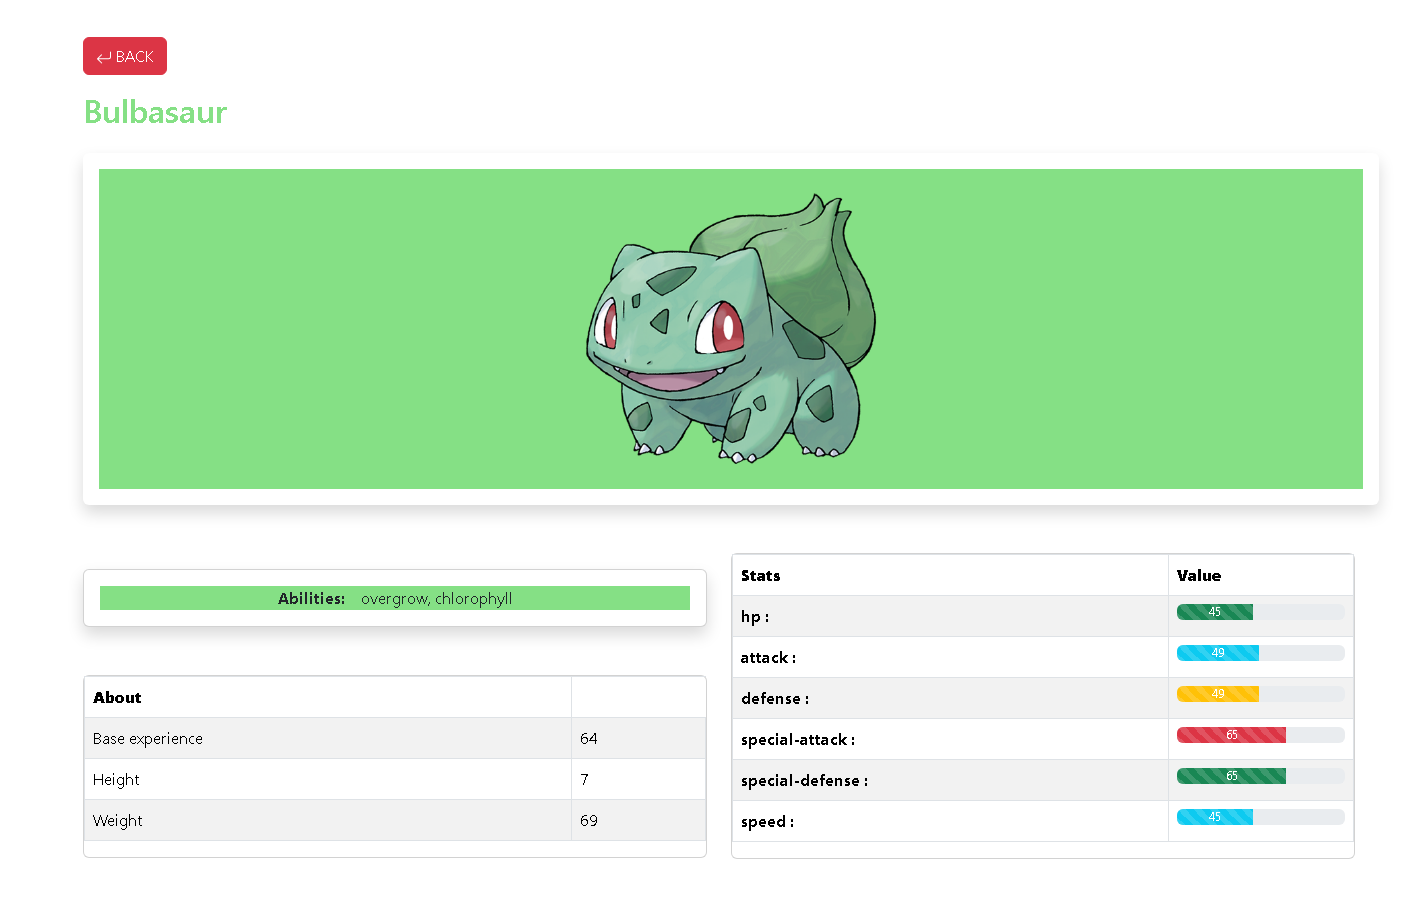 BACK
Bulbasaur
Abilities: overgrow, chlorophyll
About
Base experience 64
Height 7
Weight 69
Stats Value
hp : 45
attack : 49
defense : 49
special-attack : 65
special-defense : 65
speed : 45